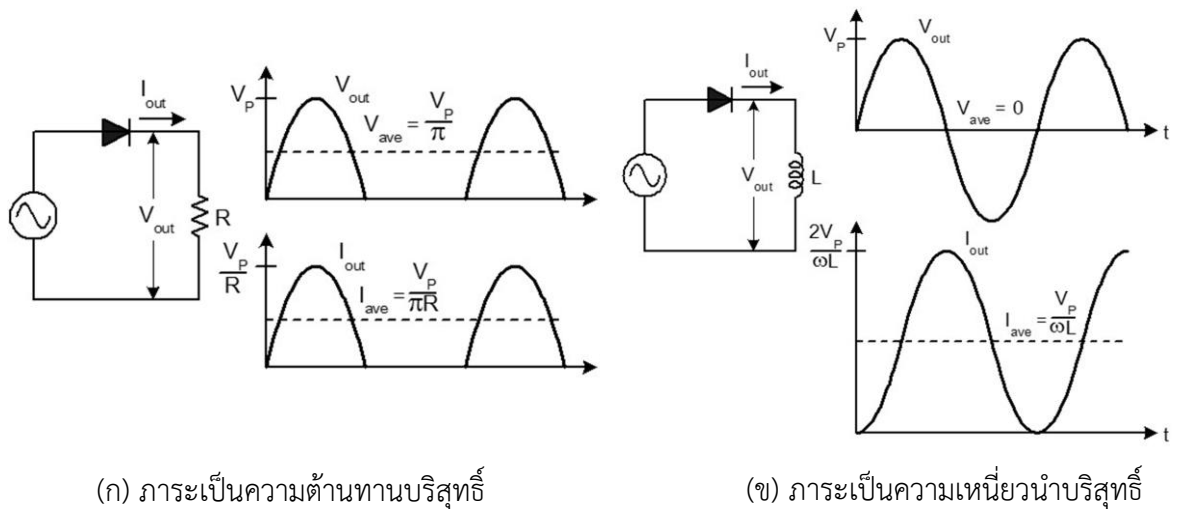 I_out
V_out
R
V_P
V_out
V_ave = V_P/π
V_P/R
I_out
I_ave = V_P/πR
(ก) ภาระเป็นความต้านทานบริสุทธิ์
I_out
V_out
L
V_P
V_out
V_ave = 0
t
2V_P/ωL
I_out
I_ave = V_P/ωL
t
(ข) ภาระเป็นความเหนี่ยวนำบริสุทธิ์